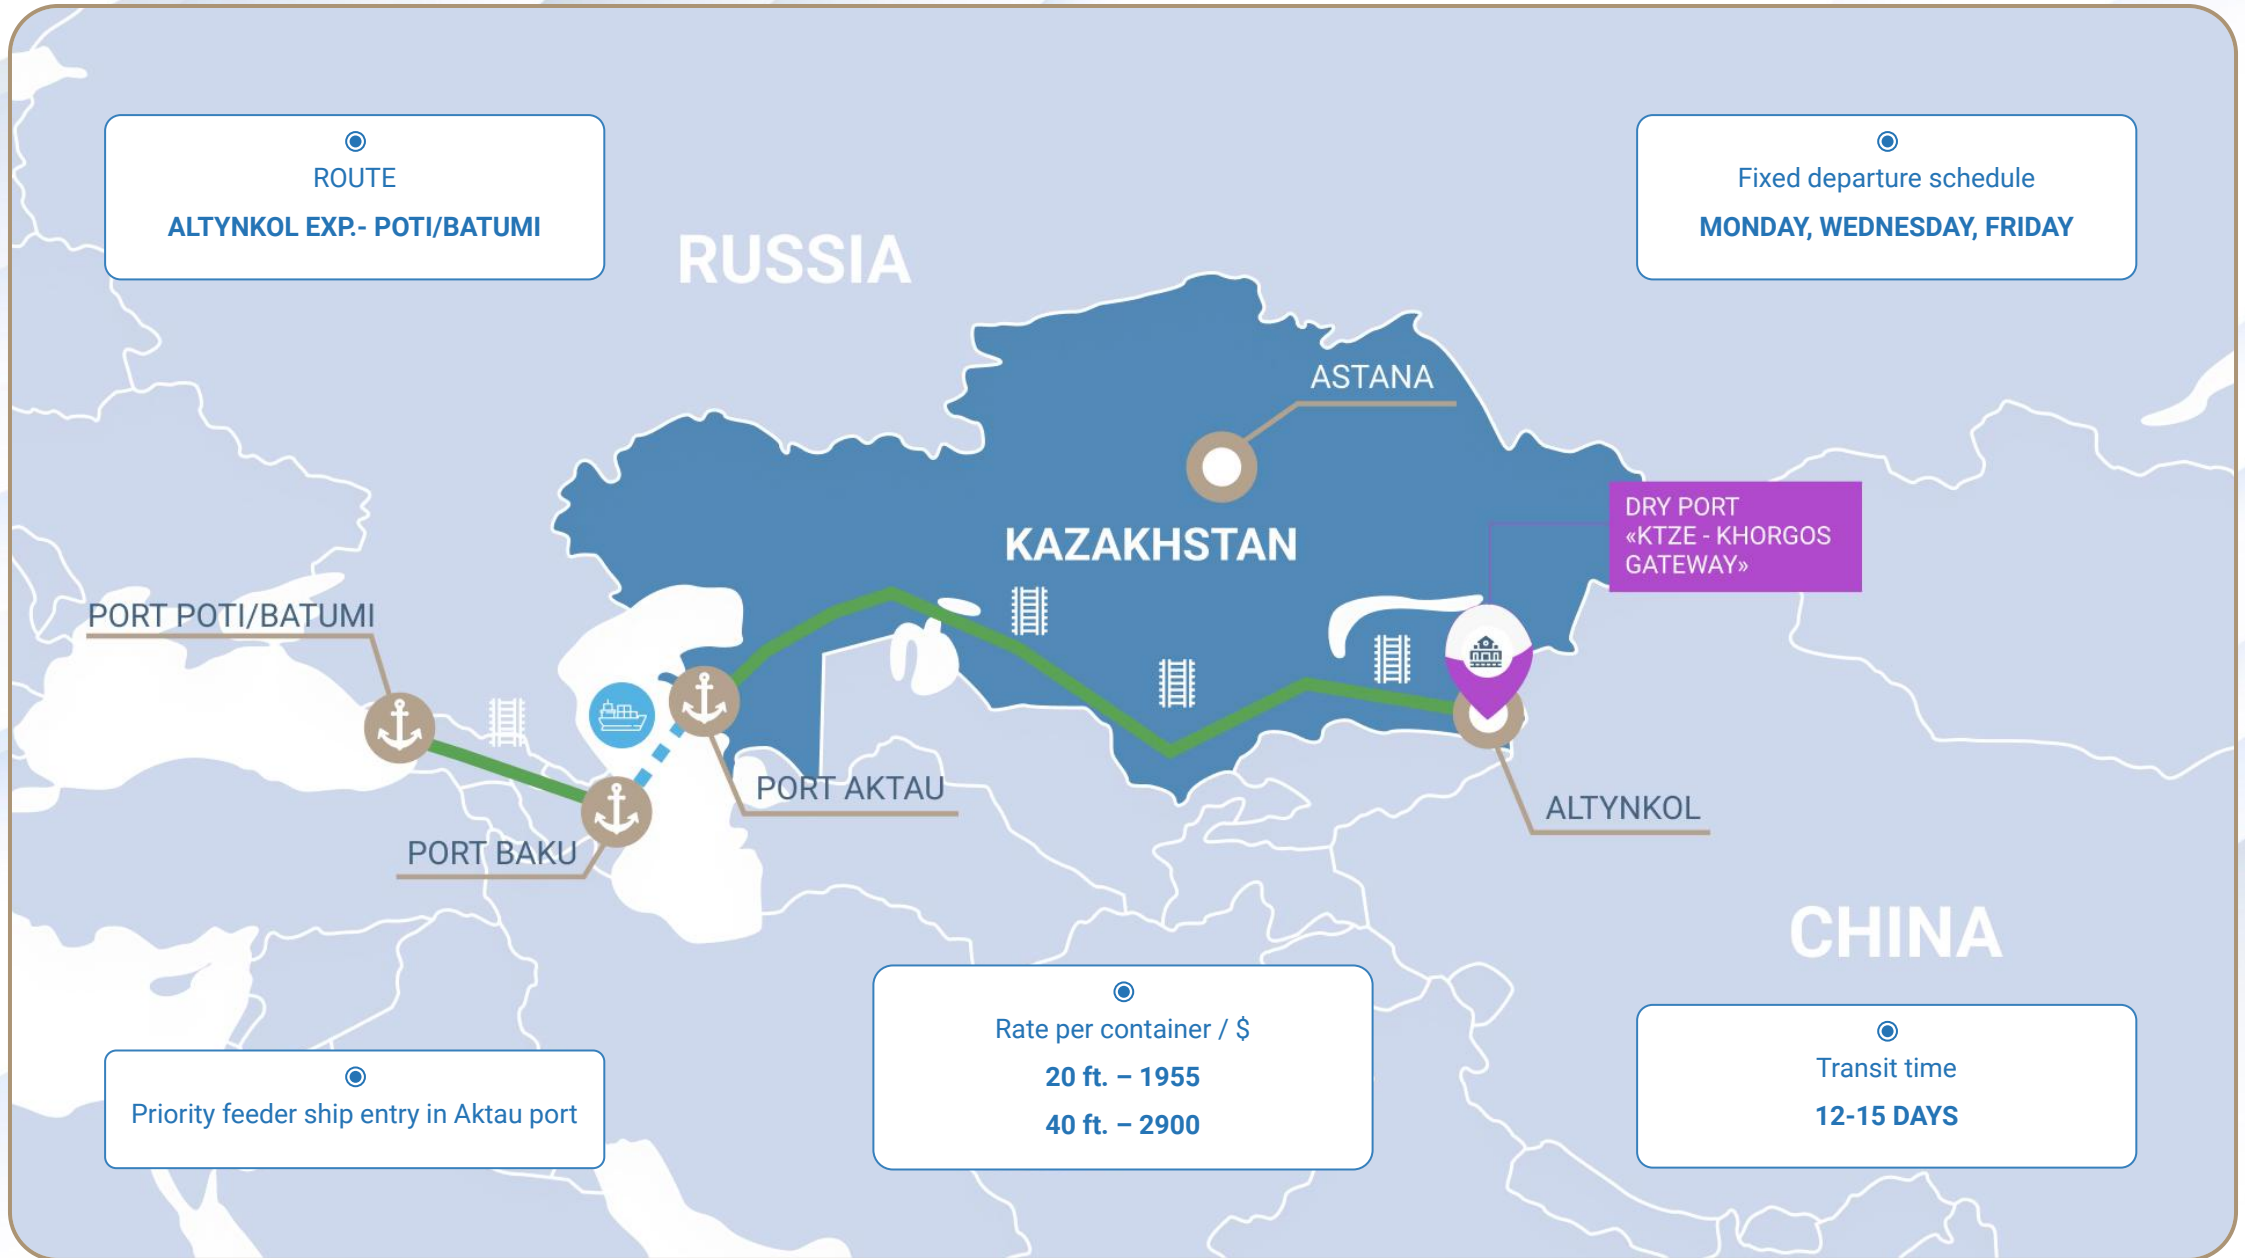 ROUTE
ALTYNKOL EXP.- POTI/BATUMI
Fixed departure schedule
MONDAY, WEDNESDAY, FRIDAY
RUSSIA
ASTANA
KAZAKHSTAN
DRY PORT
«KTZE - KHORGOS
GATEWAY»
PORT POTI/BATUMI
PORT AKTAU
ALTYNKOL
PORT BAKU
CHINA
Priority feeder ship entry in Aktau port
Rate per container / $
20 ft. – 1955
40 ft. – 2900
Transit time
12-15 DAYS